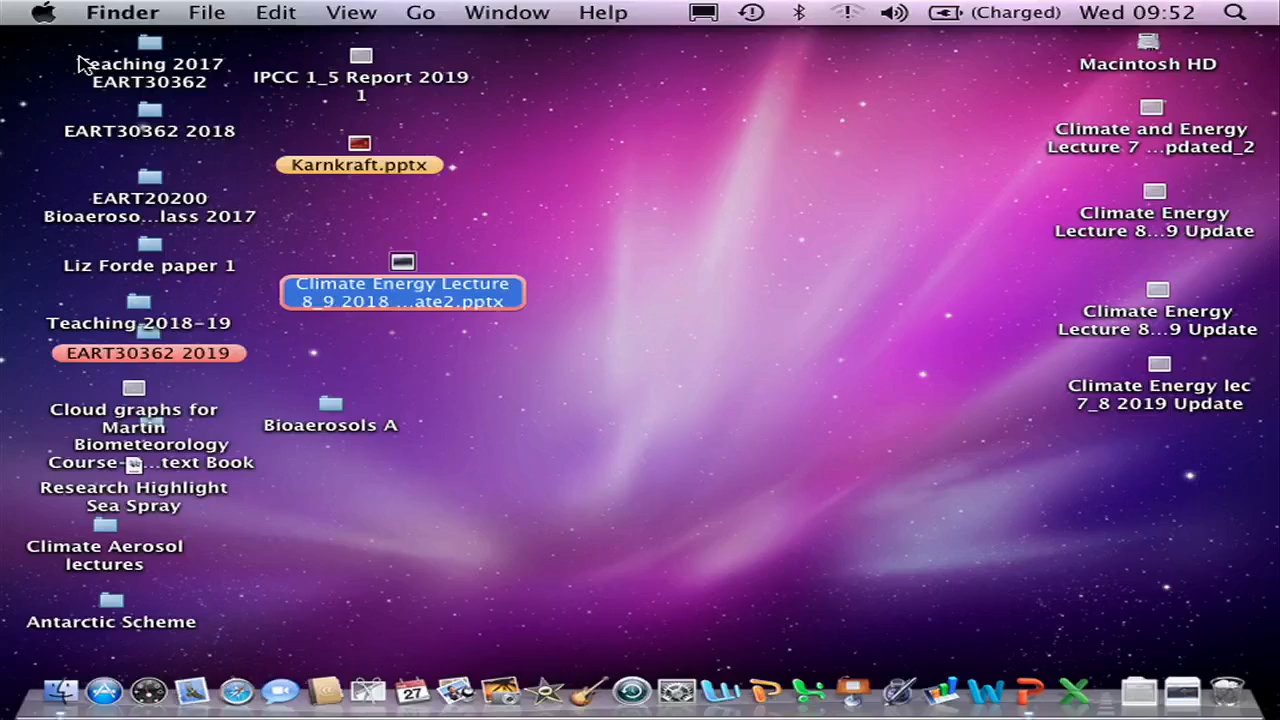 Finder File Edit View Go Window Help (Charged) Wed 09:52
Teaching 2017
EART30362
EART30362 2018
EART20200
Bioaeroso...lass 2017
Liz Forde paper 1
Teaching 2018-19
EART30362 2019
Cloud graphs for
Martin
Biometeorology
Course-...text Book
Research Highlight
Sea Spray
Climate Aerosol
lectures
Antarctic Scheme
IPCC 1_5 Report 2019
1
Karnkraft.pptx
Climate Energy Lecture
8_9 2018 ...ate2.pptx
Bioaerosols A
Macintosh HD
Climate and Energy
Lecture 7 ...pdated_2
Climate Energy
Lecture 8...9 Update
Climate Energy
Lecture 8...9 Update
Climate Energy lec
7_8 2019 Update
27